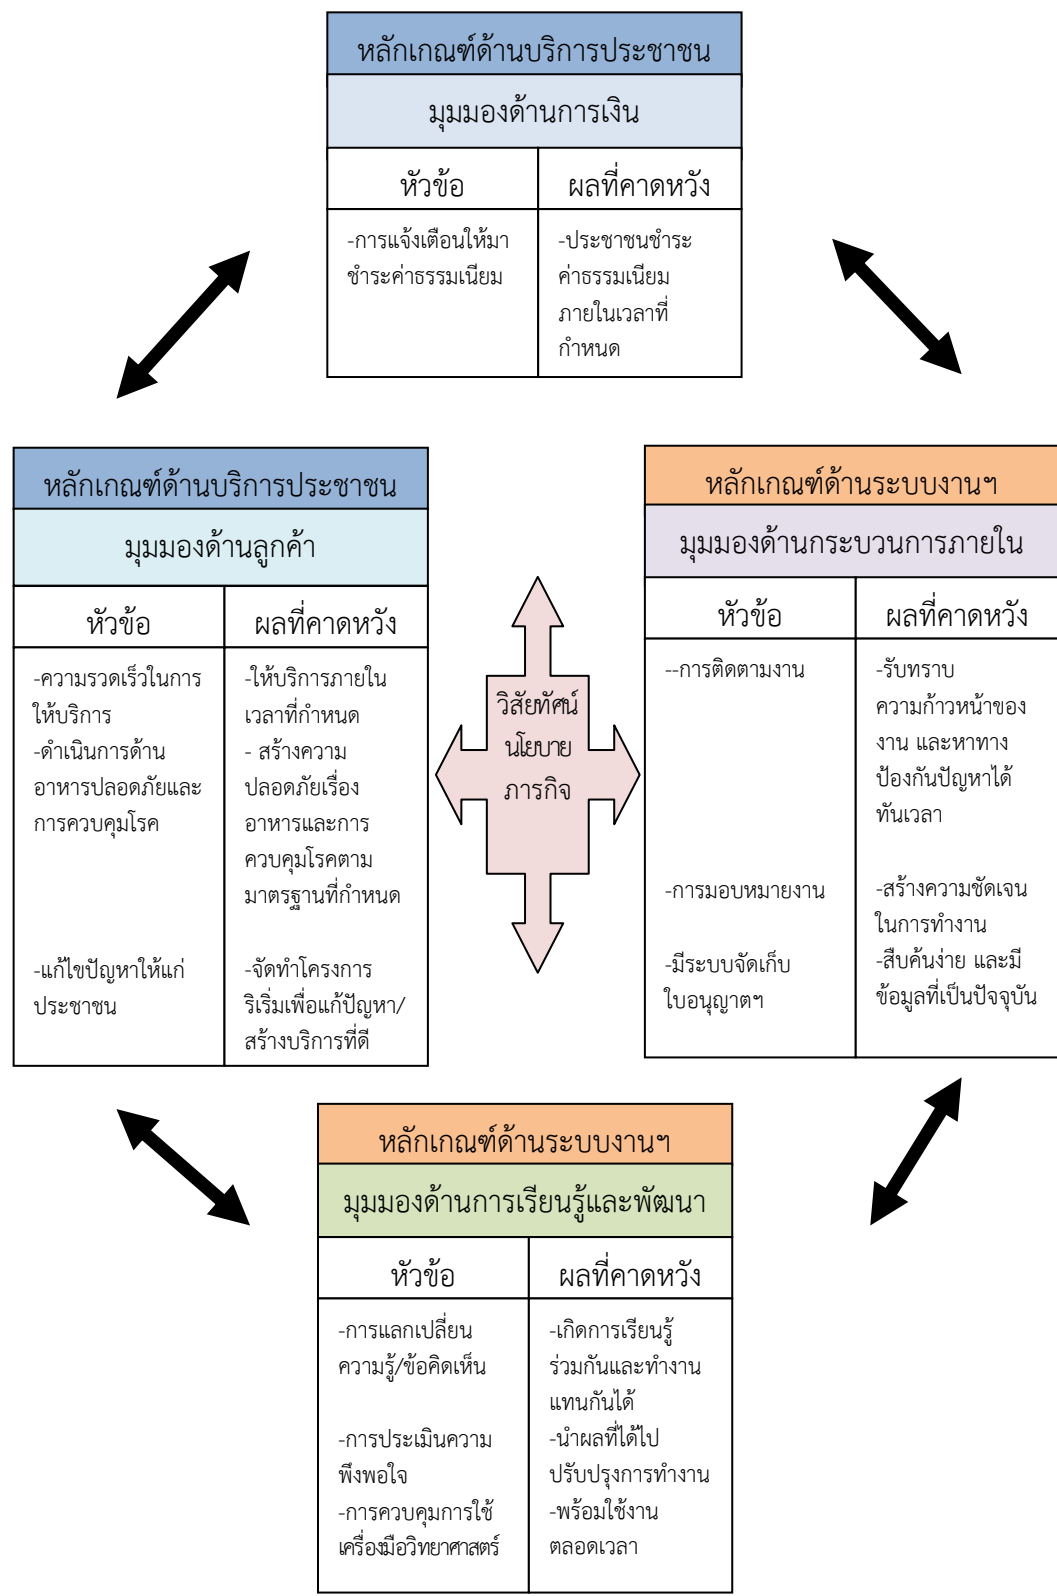 หลักเกณฑ์ด้านบริการประชาชน
มุมมองด้านการเงิน
หัวข้อ
ผลที่คาดหวัง
-การแจ้งเตือนให้มา
ชำระค่าธรรมเนียม
-ประชาชนชำระ
ค่าธรรมเนียม
ภายในเวลาที่
กำหนด
หลักเกณฑ์ด้านบริการประชาชน
มุมมองด้านลูกค้า
หัวข้อ
ผลที่คาดหวัง
-ความรวดเร็วในการ
ให้บริการ
-ดำเนินการด้าน
อาหารปลอดภัยและ
การควบคุมโรค
-แก้ไขปัญหาให้แก่
ประชาชน
-ให้บริการภายใน
เวลาที่กำหนด
- สร้างความ
ปลอดภัยเรื่อง
อาหารและการ
ควบคุมโรคตาม
มาตรฐานที่กำหนด
-จัดทำโครงการ
ริเริ่มเพื่อแก้ปัญหา/
สร้างบริการที่ดี
วิสัยทัศน์
นโยบาย
ภารกิจ
หลักเกณฑ์ด้านระบบงานฯ
มุมมองด้านกระบวนการภายใน
หัวข้อ
ผลที่คาดหวัง
--การติดตามงาน
-การมอบหมายงาน
-มีระบบจัดเก็บ
ใบอนุญาตฯ
-รับทราบ
ความก้าวหน้าของ
งาน และหาทาง
ป้องกันปัญหาได้
ทันเวลา
-สร้างความชัดเจน
ในการทำงาน
-สืบค้นง่าย และมี
ข้อมูลที่เป็นปัจจุบัน
หลักเกณฑ์ด้านระบบงานฯ
มุมมองด้านการเรียนรู้และพัฒนา
หัวข้อ
ผลที่คาดหวัง
-การแลกเปลี่ยน
ความรู้/ข้อคิดเห็น
-การประเมินความ
พึงพอใจ
-การควบคุมการใช้
เครื่องมือวิทยาศาสตร์
-เกิดการเรียนรู้
ร่วมกันและทำงาน
แทนกันได้
-นำผลที่ได้ไป
ปรับปรุงการทำงาน
-พร้อมใช้งาน
ตลอดเวลา